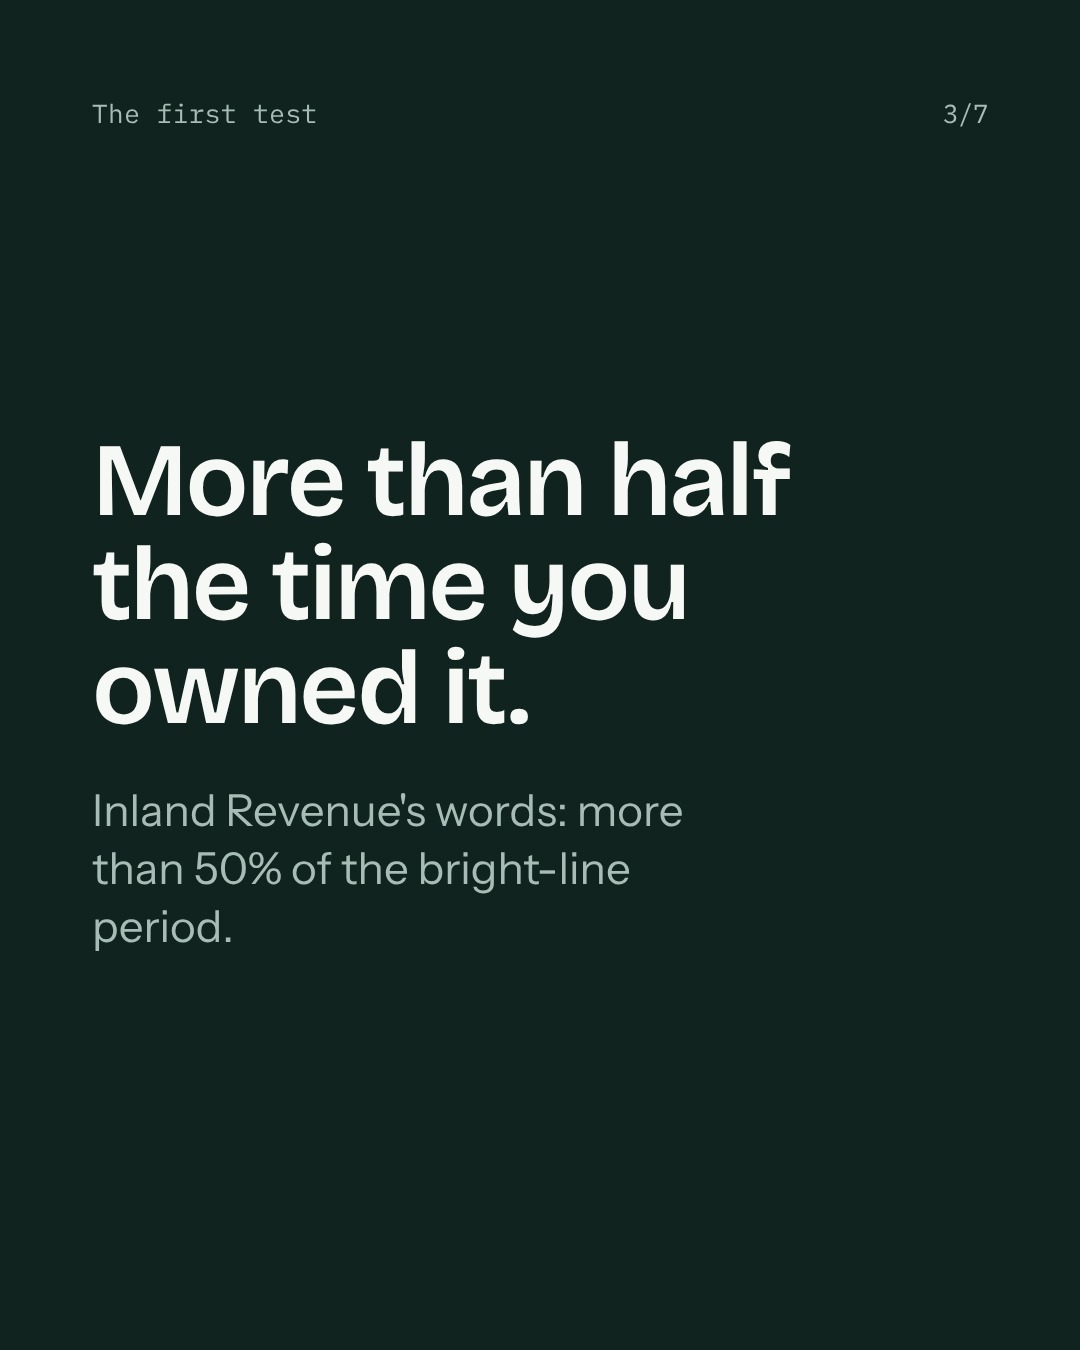 The first test
3/7
More than half
the time you
owned it.
Inland Revenue's words: more
than 50% of the bright-line
period.